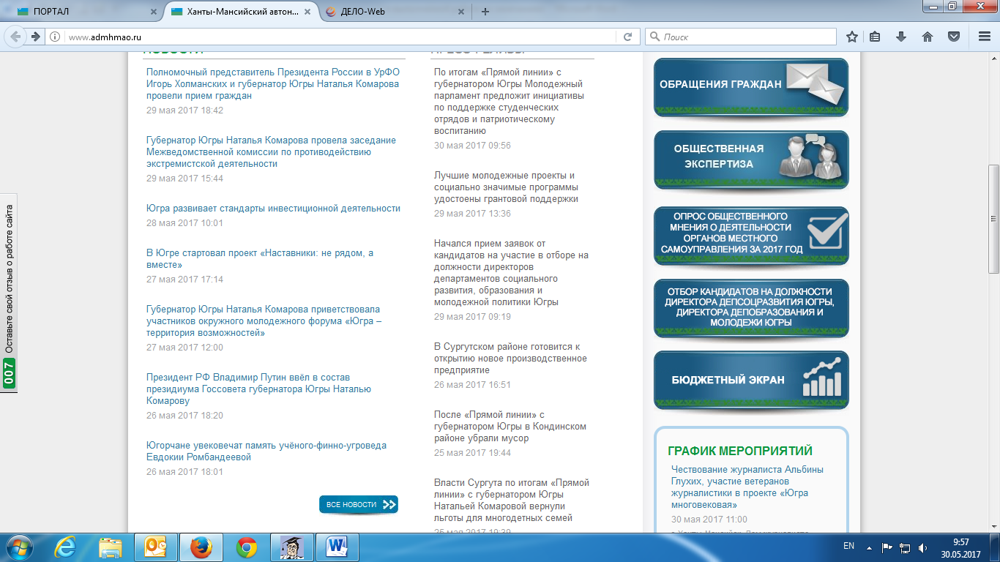 ПОРТАЛ
Ханты-Мансийский автон...
ДЕЛО-Web
www.admhmao.ru
Поиск
НОВОСТИ
Полномочный представитель Президента России в УрФО
Игорь Холманских и губернатор Югры Наталья Комарова
провели прием граждан
29 мая 2017 18:42
Губернатор Югры Наталья Комарова провела заседание
Межведомственной комиссии по противодействию
экстремистской деятельности
29 мая 2017 15:44
Югра развивает стандарты инвестиционной деятельности
28 мая 2017 10:01
В Югре стартовал проект «Наставники: не рядом, а
вместе»
27 мая 2017 17:14
Губернатор Югры Наталья Комарова приветствовала
участников окружного молодежного форума «Югра –
территория возможностей»
27 мая 2017 12:00
Президент РФ Владимир Путин ввёл в состав
президиума Госсовета губернатора Югры Наталью
Комарову
26 мая 2017 18:20
Югорчане увековечат память учёного-финно-угроведа
Евдокии Ромбандеевой
26 мая 2017 18:01
ВСЕ НОВОСТИ
ПРЕСС-РЕЛИЗЫ
По итогам «Прямой линии» с
губернатором Югры Молодежный
парламент предложит инициативы
по поддержке студенческих
отрядов и патриотическому
воспитанию
30 мая 2017 09:56
Лучшие молодежные проекты и
социально значимые программы
удостоены грантовой поддержки
29 мая 2017 13:36
Начался прием заявок от
кандидатов на участие в отборе на
должности директоров
департаментов социального
развития, образования и
молодежной политики Югры
29 мая 2017 09:19
В Сургутском районе готовится к
открытию новое производственное
предприятие
26 мая 2017 16:51
После «Прямой линии» с
губернатором Югры в Кондинском
районе убрали мусор
25 мая 2017 19:44
Власти Сургута по итогам «Прямой
линии» с губернатором Югры
Натальей Комаровой вернули
льготы для многодетных семей
25 мая 2017 19:39
ОБРАЩЕНИЯ ГРАЖДАН
ОБЩЕСТВЕННАЯ
ЭКСПЕРТИЗА
ОПРОС ОБЩЕСТВЕННОГО
МНЕНИЯ О ДЕЯТЕЛЬНОСТИ
ОРГАНОВ МЕСТНОГО
САМОУПРАВЛЕНИЯ ЗА 2017 ГОД
ОТБОР КАНДИДАТОВ НА ДОЛЖНОСТИ
ДИРЕКТОРА ДЕПСОЦРАЗВИТИЯ ЮГРЫ,
ДИРЕКТОРА ДЕПОБРАЗОВАНИЯ И
МОЛОДЕЖИ ЮГРЫ
БЮДЖЕТНЫЙ ЭКРАН
ГРАФИК МЕРОПРИЯТИЙ
Чествование журналиста Альбины
Глухих, участие ветеранов
журналистики в проекте «Югра
многовековая»
30 мая 2017 11:00
Оставьте свой отзыв о работе сайта
007
EN
9:57
30.05.2017